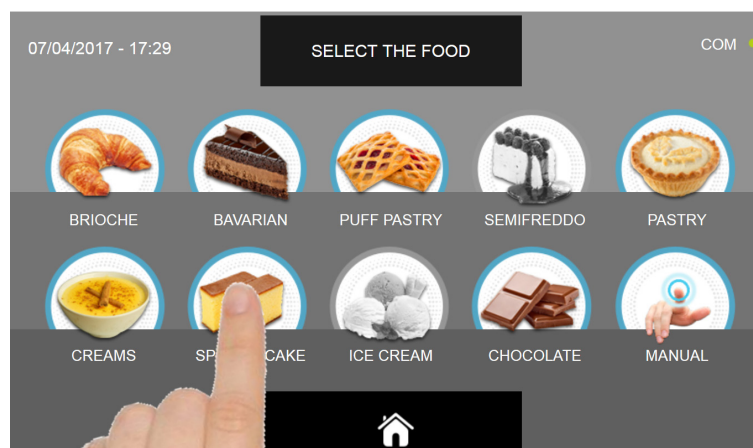 07/04/2017 - 17:29
SELECT THE FOOD
COM
BRIOCHE
BAVARIAN
PUFF PASTRY
SEMIFREDDO
PASTRY
CREAMS
SP CAKE
ICE CREAM
CHOCOLATE
MANUAL